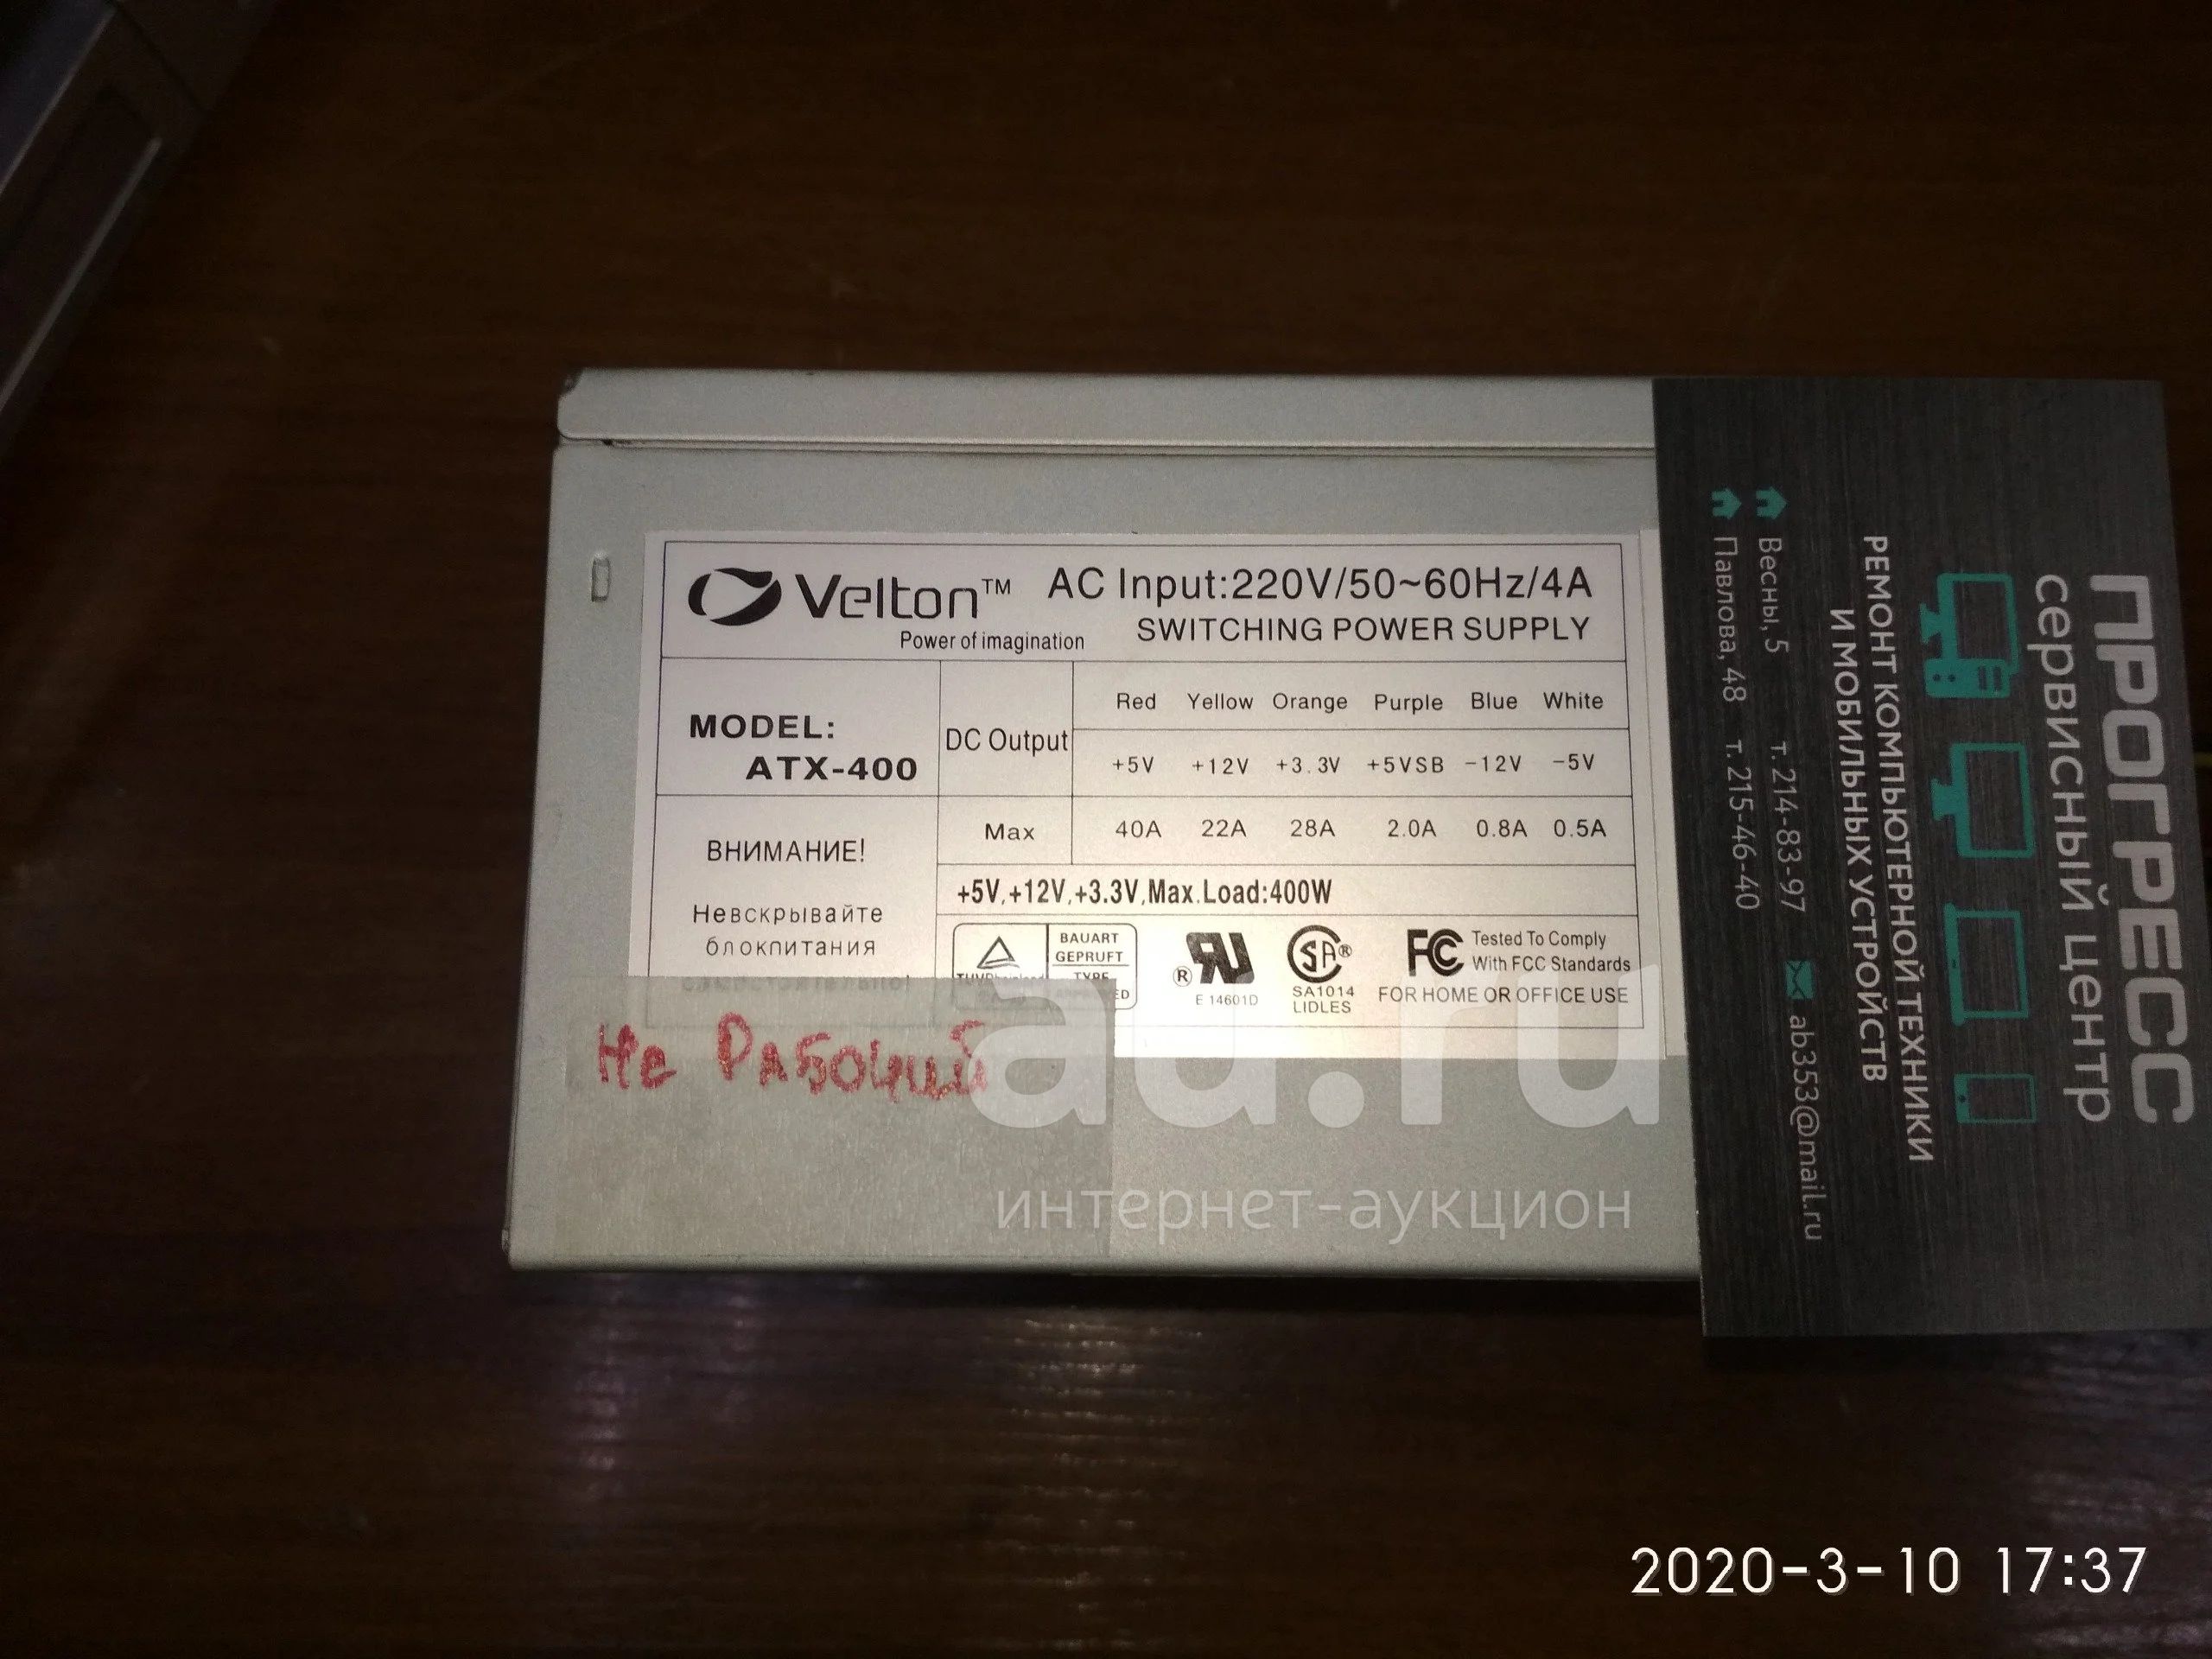 Velton™ AC Input:220V/50~60Hz/4A
Power of imagination SWITCHING POWER SUPPLY
MODEL:
ATX-400
DC Output
Red Yellow Orange Purple Blue White
+5V +12V +3.3V +5VSB -12V -5V
Max 40A 22A 28A 2.0A 0.8A 0.5A
ВНИМАНИЕ!
Невскрывайте
блокпитания
+5V,+12V,+3.3V,Max.Load:400W
BAUART
GEPRUFT
TYPE
® E 14601D
SA®
SA1014
LIDLES
FC Tested To Comply
With FCC Standards
FOR HOME OR OFFICE USE
Не Рабочий
ПРОГРЕСС
сервисный центр
РЕМОНТ КОМПЬЮТЕРНОЙ ТЕХНИКИ
И МОБИЛЬНЫХ УСТРОЙСТВ
Весны,5 т.214-83-97 ab353@mail.ru
Павлова,48 т.215-46-40
au.ru
интернет-аукцион
2020-3-10 17:37